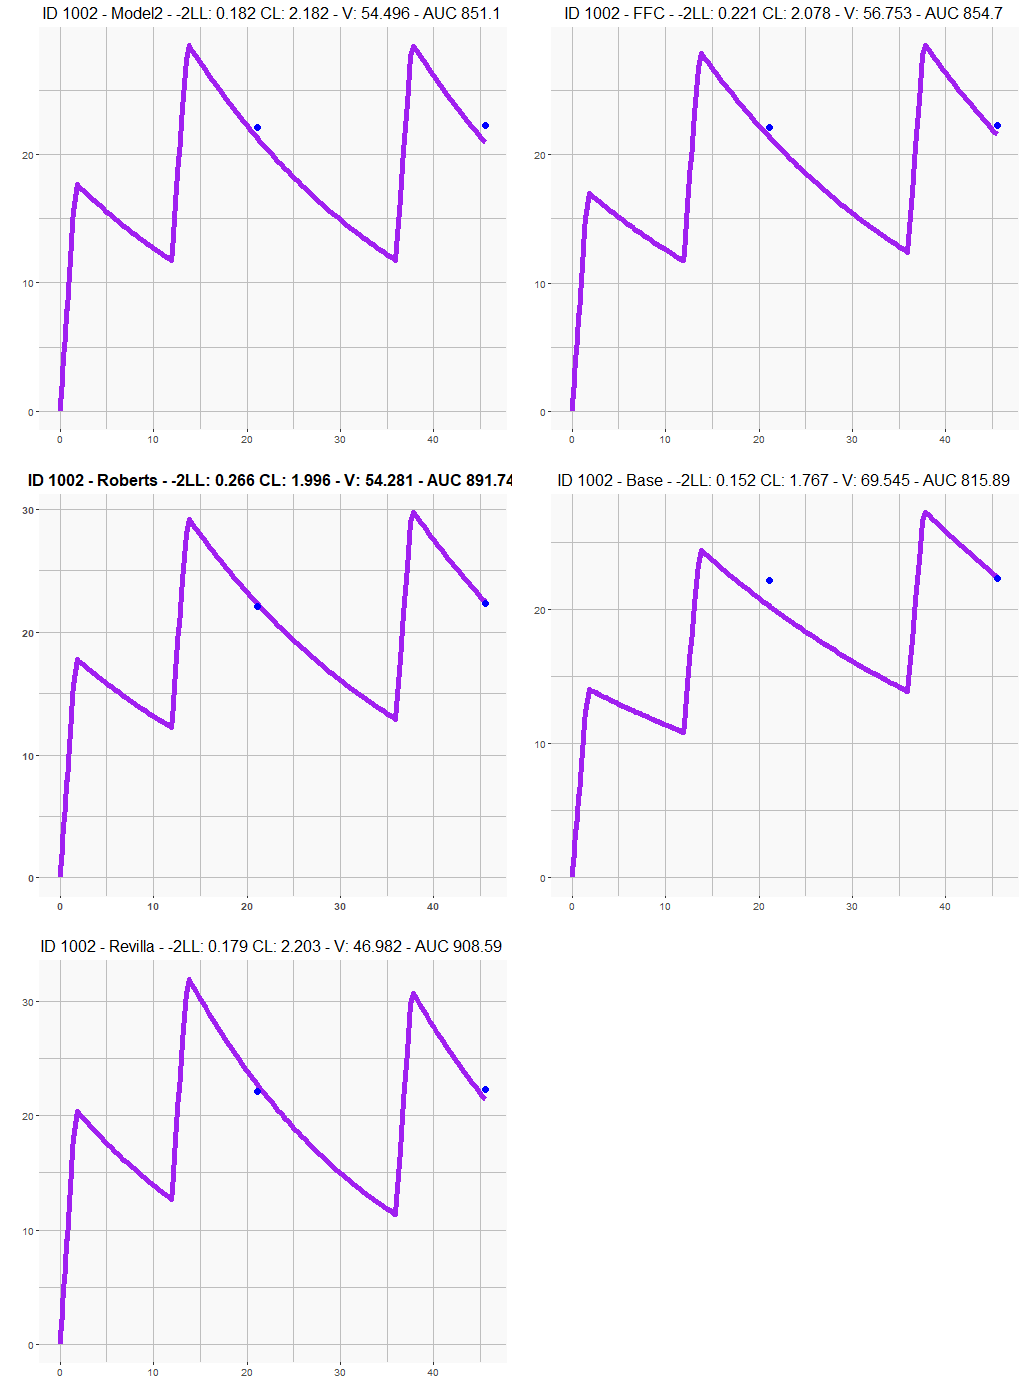 ID 1002 - Model2 - -2LL: 0.182 CL: 2.182 - V: 54.496 - AUC 851.1
20
10
0
0 10 20 30 40
ID 1002 - FFC - -2LL: 0.221 CL: 2.078 - V: 56.753 - AUC 854.7
20
10
0
0 10 20 30 40
ID 1002 - Roberts - -2LL: 0.266 CL: 1.996 - V: 54.281 - AUC 891.74
30
20
10
0
0 10 20 30 40
ID 1002 - Base - -2LL: 0.152 CL: 1.767 - V: 69.545 - AUC 815.89
20
10
0
0 10 20 30 40
ID 1002 - Revilla - -2LL: 0.179 CL: 2.203 - V: 46.982 - AUC 908.59
30
20
10
0
0 10 20 30 40